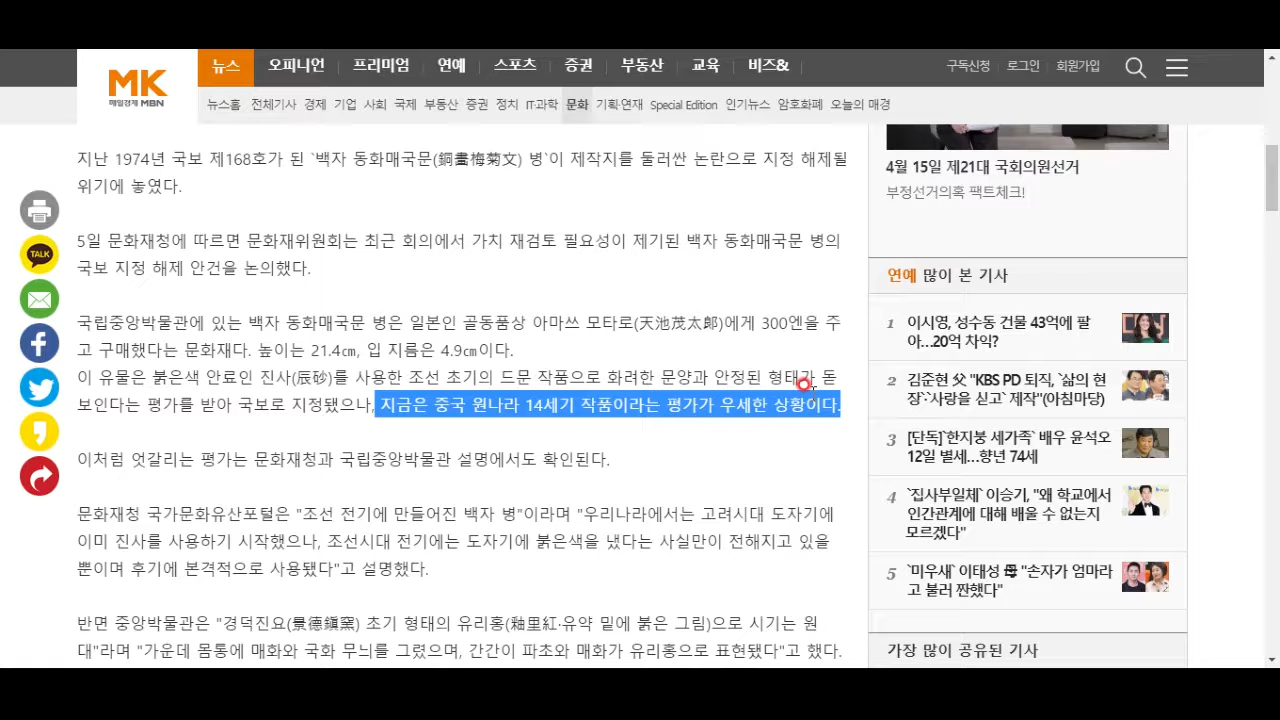 MK
매일경제 MBN
뉴스 오피니언 프리미엄 연예 스포츠 증권 부동산 교육 비즈&
구독신청 로그인 회원가입
뉴스홈 전체기사 경제 기업 사회 국제 부동산 증권 정치 IT과학 문화 기획·연재 Special Edition 인기뉴스 암호화폐 오늘의 매경
지난 1974년 국보 제168호가 된 `백자 동화매국문(銅畫梅菊文) 병`이 제작지를 둘러싼 논란으로 지정 해제될
위기에 놓였다.
5일 문화재청에 따르면 문화재위원회는 최근 회의에서 가치 재검토 필요성이 제기된 백자 동화매국문 병의
국보 지정 해제 안건을 논의했다.
국립중앙박물관에 있는 백자 동화매국문 병은 일본인 골동품상 아마쓰 모타로(天池茂太郞)에게 300엔을 주
고 구매했다는 문화재다. 높이는 21.4㎝, 입 지름은 4.9㎝이다.
이 유물은 붉은색 안료인 진사(辰砂)를 사용한 조선 초기의 드문 작품으로 화려한 문양과 안정된 형태가 돋
보인다는 평가를 받아 국보로 지정됐으나, 지금은 중국 원나라 14세기 작품이라는 평가가 우세한 상황이다.
이처럼 엇갈리는 평가는 문화재청과 국립중앙박물관 설명에서도 확인된다.
문화재청 국가문화유산포털은 "조선 전기에 만들어진 백자 병"이라며 "우리나라에서는 고려시대 도자기에
이미 진사를 사용하기 시작했으나, 조선시대 전기에는 도자기에 붉은색을 냈다는 사실만이 전해지고 있을
뿐이며 후기에 본격적으로 사용됐다"고 설명했다.
반면 중앙박물관은 "경덕진요(景德鎭窯) 초기 형태의 유리홍(釉里紅·유약 밑에 붉은 그림)으로 시기는 원
대"라며 "가운데 몸통에 매화와 국화 무늬를 그렸으며, 간간이 파초와 매화가 유리홍으로 표현됐다"고 했다.
TALK
4월 15일 제21대 국회의원선거
부정선거의혹 팩트체크!
연예 많이 본 기사
1 이시영, 성수동 건물 43억에 팔
아…20억 차익?
2 김준현 父 "KBS PD 퇴직, `삶의 현
장`·`사랑을 싣고` 제작"(아침마당)
3 [단독]`한지붕 세가족` 배우 윤석오
12일 별세…향년 74세
4 `집사부일체` 이승기, "왜 학교에서
인간관계에 대해 배울 수 없는지
모르겠다"
5 `미우새` 이태성 母 "손자가 엄마라
고 불러 짠했다"
가장 많이 공유된 기사